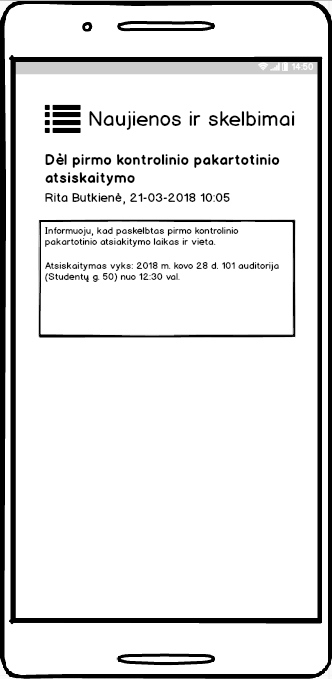 14:50
Naujienos ir skelbimai
Dėl pirmo kontrolinio pakartotinio
atsiskaitymo
Rita Butkienė, 21-03-2018 10:05
Informuoju, kad paskelbtas pirmo kontrolinio
pakartotinio atsiakitymo laikas ir vieta.
Atsiskaitymas vyks: 2018 m. kovo 28 d. 101 auditorija
(Studentų g. 50) nuo 12:30 val.